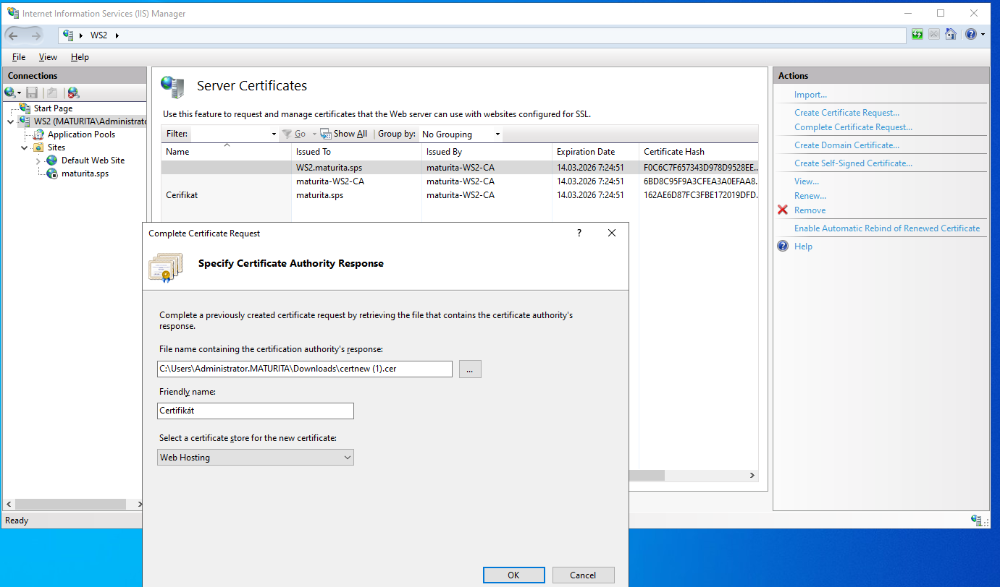 Internet Information Services (IIS) Manager
WS2
File View Help
Connections
Start Page
WS2 (MATURITA\Administrato
Application Pools
Sites
Default Web Site
maturita.sps
Server Certificates
Use this feature to request and manage certificates that the Web server can use with websites configured for SSL.
Filter: Go Show All Group by: No Grouping
Name Issued To Issued By Expiration Date Certificate Hash
WS2.maturita.sps maturita-WS2-CA 14.03.2026 7:24:51 F0C6C7F657343D978D9528EE...
maturita-WS2-CA maturita-WS2-CA 14.03.2026 7:24:51 6BD8C95F9A3CFEA3A0EFAA8...
Cerifikat maturita.sps maturita-WS2-CA 14.03.2026 7:24:51 162AE6D87FC3FBE172019DFD...
Complete Certificate Request ?
Specify Certificate Authority Response
Complete a previously created certificate request by retrieving the file that contains the certificate authority's
response.
File name containing the certification authority's response:
C:\Users\Administrator.MATURITA\Downloads\certnew (1).cer ...
Friendly name:
Certifikát
Select a certificate store for the new certificate:
Web Hosting
OK Cancel
Actions
Import...
Create Certificate Request...
Complete Certificate Request...
Create Domain Certificate...
Create Self-Signed Certificate...
View...
Renew...
Remove
Enable Automatic Rebind of Renewed Certificate
Help
Ready